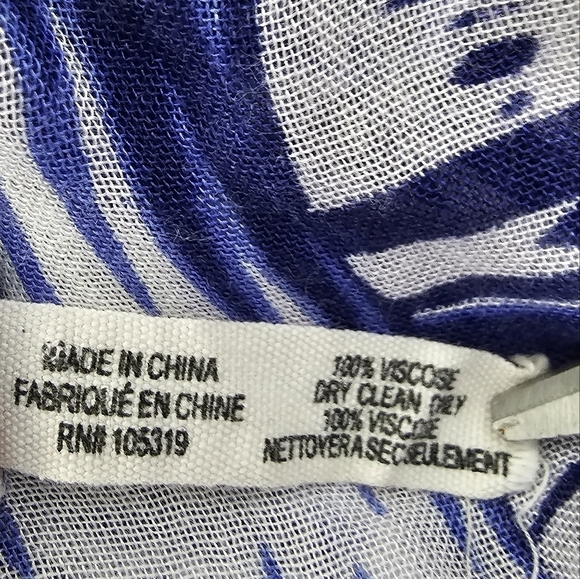 MADE IN CHINA
FABRIQUÉ EN CHINE
RN# 105319
100% VISCOSE
DRY CLEAN ONLY
100% VISCOSE
NETTOYER A SEC SEULEMENT